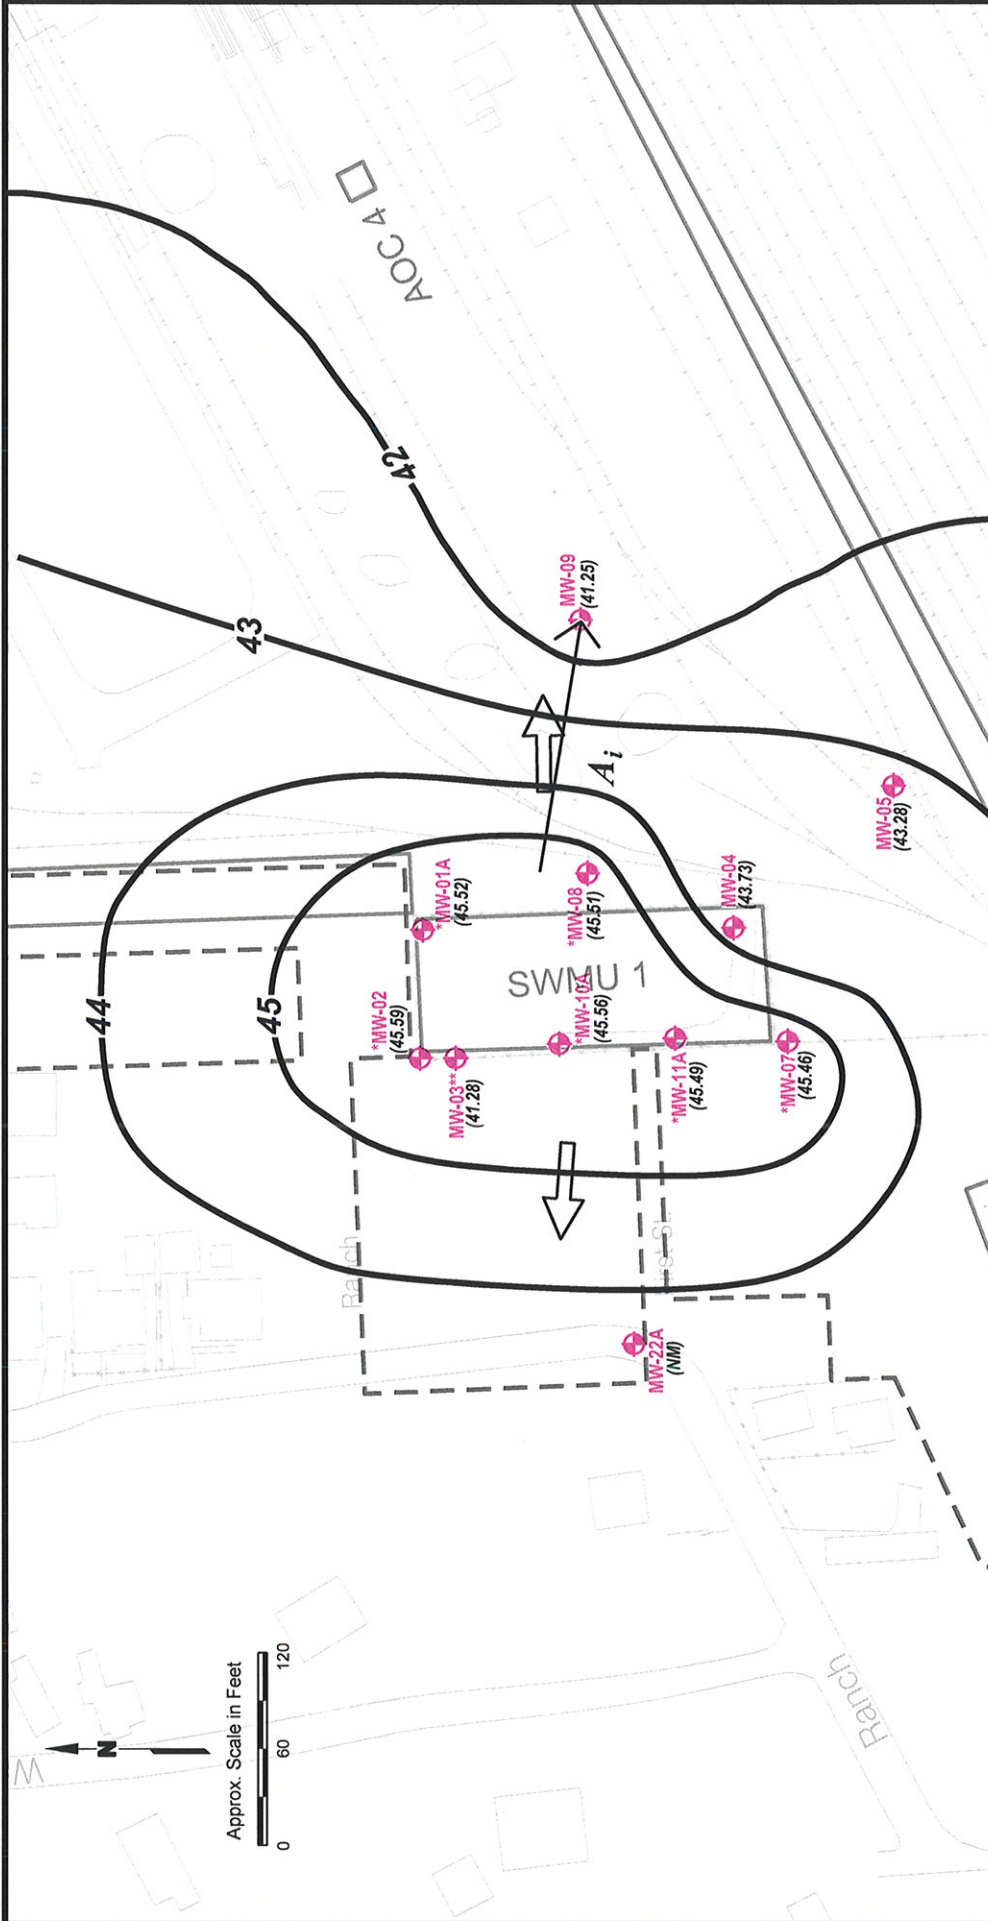 W
N
Approx. Scale in Feet
0 60 120
44
43
45
42
AOC 4
Ranch
*MW-02
(45.59)
*MW-01A
(45.52)
MW-03**
(41.28)
SWMU 1
*MW-08
(45.51)
*MW-10A
(45.56)
MW-09
(41.25)
A_i
First St.
MW-22A
(NM)
*MW-11A
(45.49)
MW-04
(43.73)
*MW-07
(45.46)
MW-05
(43.28)
Ranch